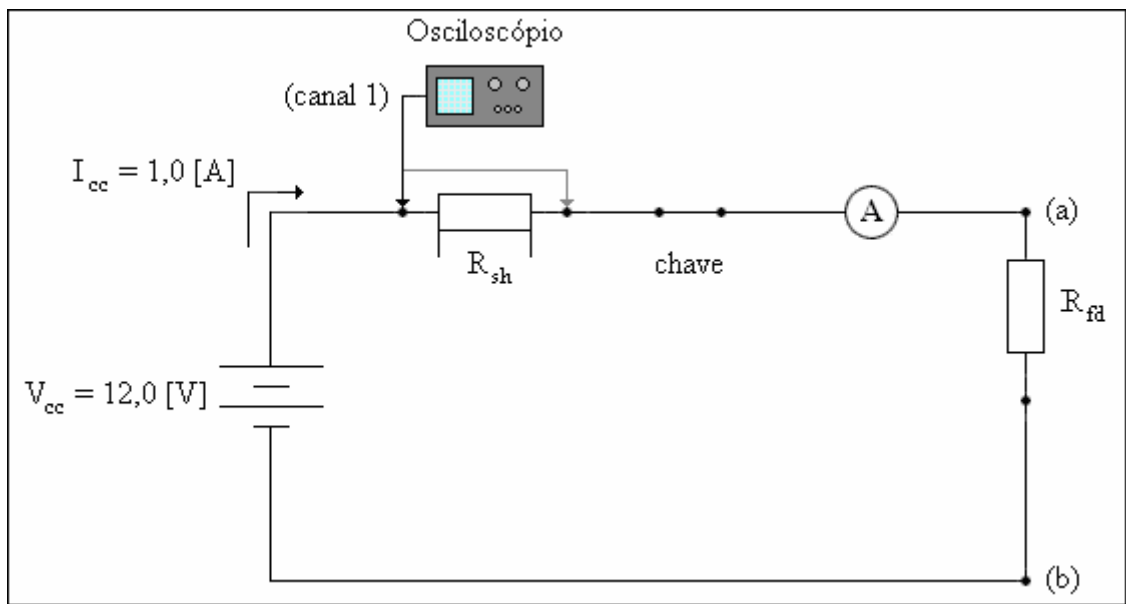 Osciloscópio
(canal 1)
I_cc = 1,0 [A]
A
(a)
R_sh
chave
R_fd
V_cc = 12,0 [V]
(b)